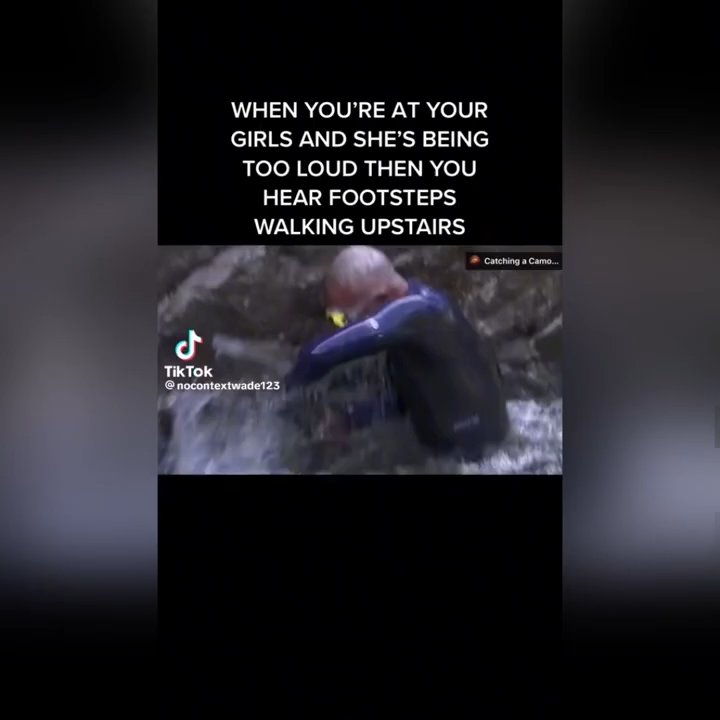 WHEN YOU'RE AT YOUR
GIRLS AND SHE'S BEING
TOO LOUD THEN YOU
HEAR FOOTSTEPS
WALKING UPSTAIRS
Catching a Camo...
TikTok
@nocontextwade123